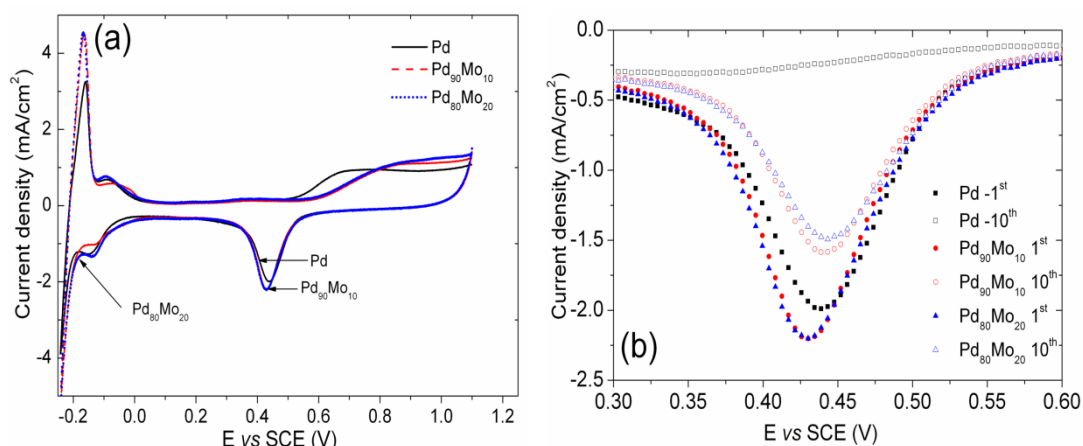 (a)
Pd
Pd90Mo10
Pd80Mo20
Pd
Pd90Mo10
Pd80Mo20
4
2
0
-2
-4
Current density (mA/cm²)
-0.2 0.0 0.2 0.4 0.6 0.8 1.0 1.2
E vs SCE (V)
0.0
-0.5
-1.0
-1.5
-2.0
-2.5
Current density (mA/cm²)
Pd -1st
Pd -10th
Pd90Mo10 1st
Pd90Mo10 10th
Pd80Mo20 1st
Pd80Mo20 10th
(b)
0.30 0.35 0.40 0.45 0.50 0.55 0.60
E vs SCE (V)